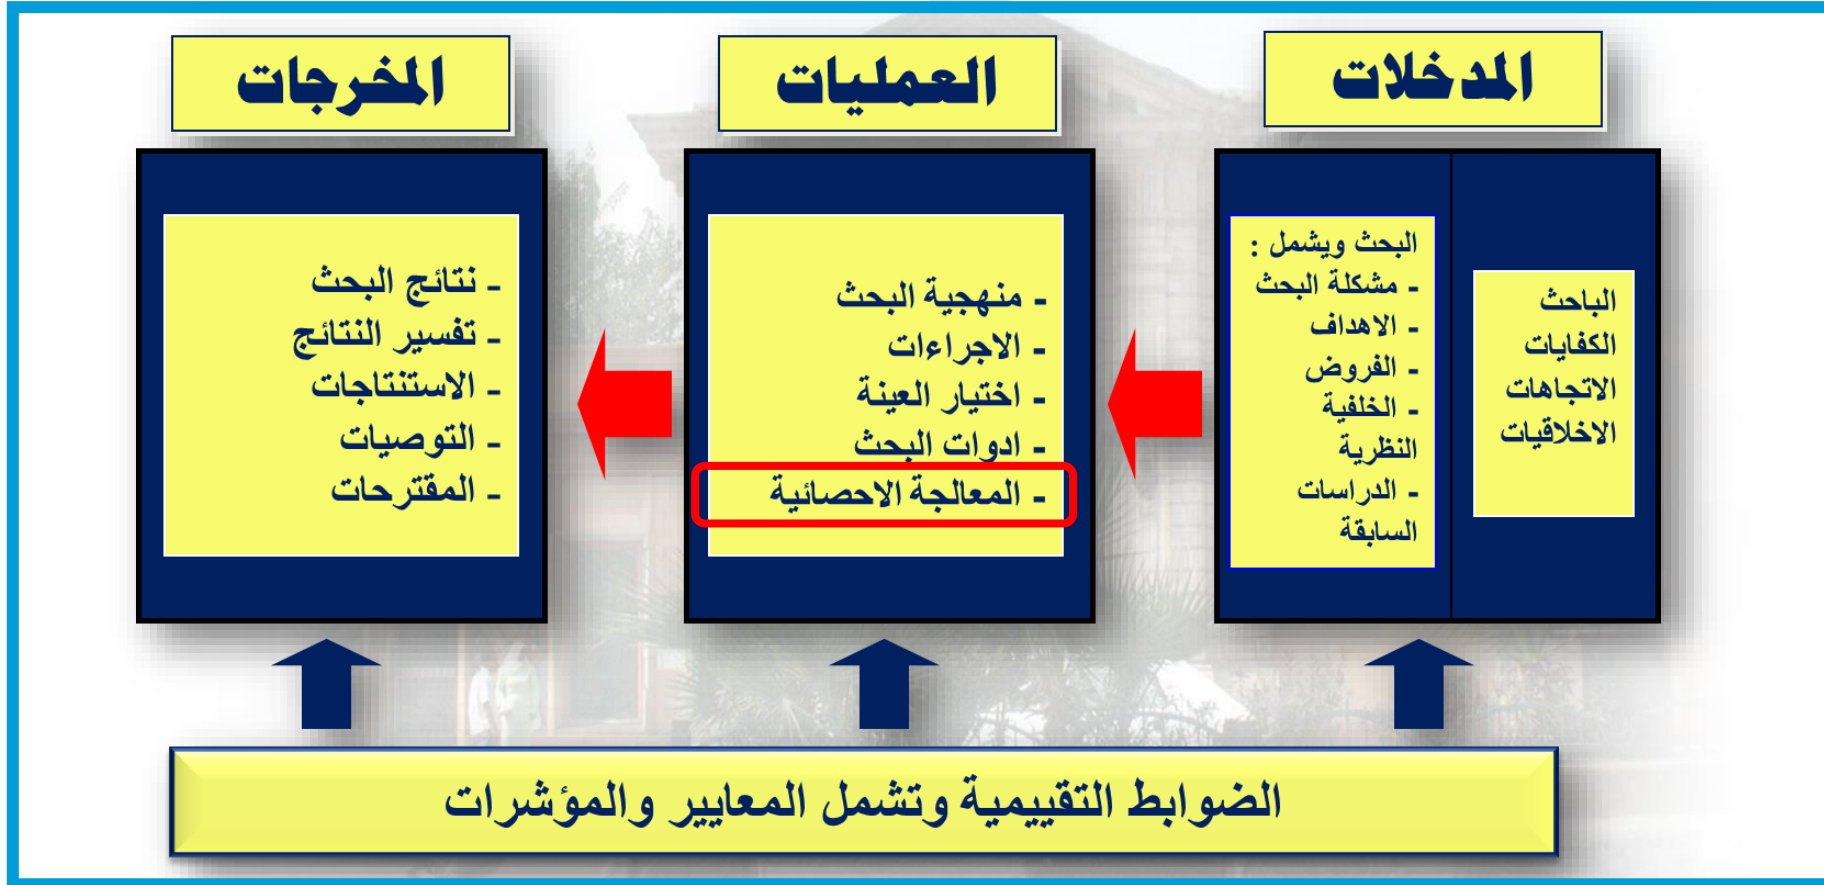 المدخلات
الباحث
الكفايات
الاتجاهات
الاخلاقيات
البحث ويشمل :
- مشكلة البحث
- الاهداف
- الفروض
- الخلفية
النظرية
- الدراسات
السابقة
العمليات
- منهجية البحث
- الاجراءات
- اختيار العينة
- ادوات البحث
- المعالجة الاحصائية
المخرجات
- نتائج البحث
- تفسير النتائج
- الاستنتاجات
- التوصيات
- المقترحات
الضوابط التقييمية وتشمل المعايير والمؤشرات